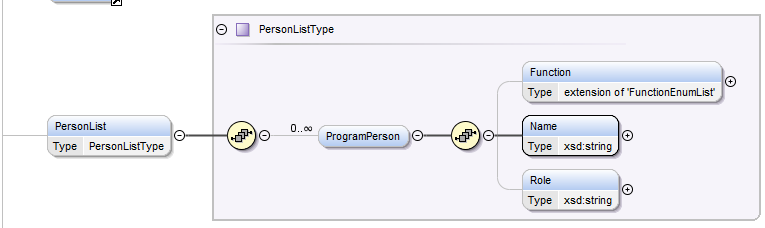 PersonListType
Function
Type extension of 'FunctionEnumList'
PersonList
Type PersonListType
0..∞
ProgramPerson
Name
Type xsd:string
Role
Type xsd:string